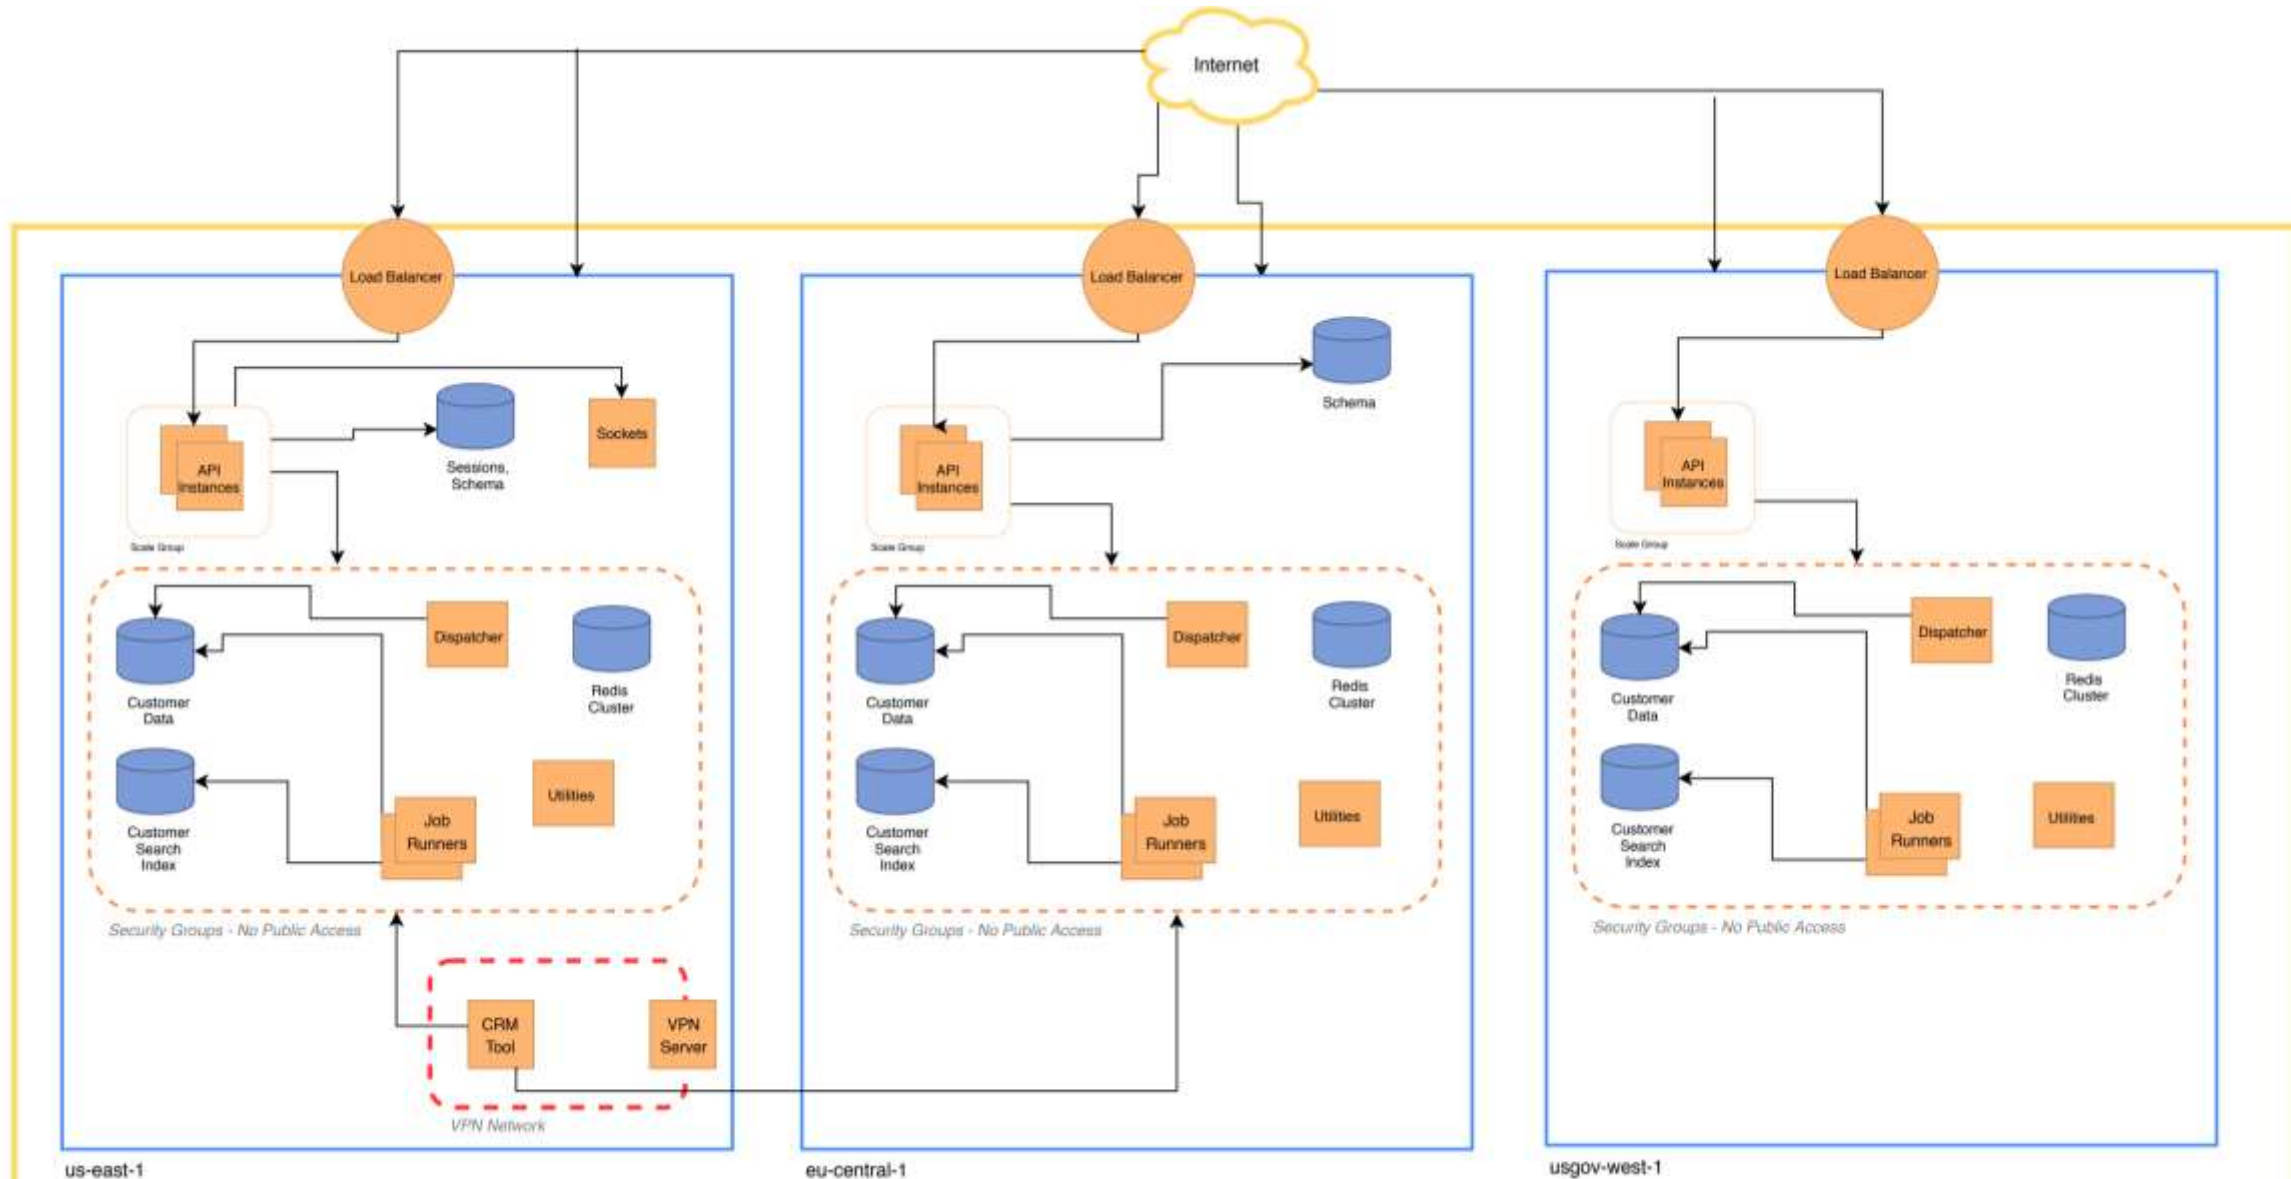 Internet
Load Balancer
Load Balancer
Load Balancer
API
Instances
Scale Group
Sessions,
Schema
Sockets
Customer
Data
Dispatcher
Redis
Cluster
Customer
Search
Index
Job
Runners
Utilities
Security Groups - No Public Access
CRM
Tool
VPN
Server
VPN Network
us-east-1
API
Instances
Scale Group
Schema
Customer
Data
Dispatcher
Redis
Cluster
Customer
Search
Index
Job
Runners
Utilities
Security Groups - No Public Access
eu-central-1
API
Instances
Scale Group
Customer
Data
Dispatcher
Redis
Cluster
Customer
Search
Index
Job
Runners
Utilities
Security Groups - No Public Access
usgov-west-1